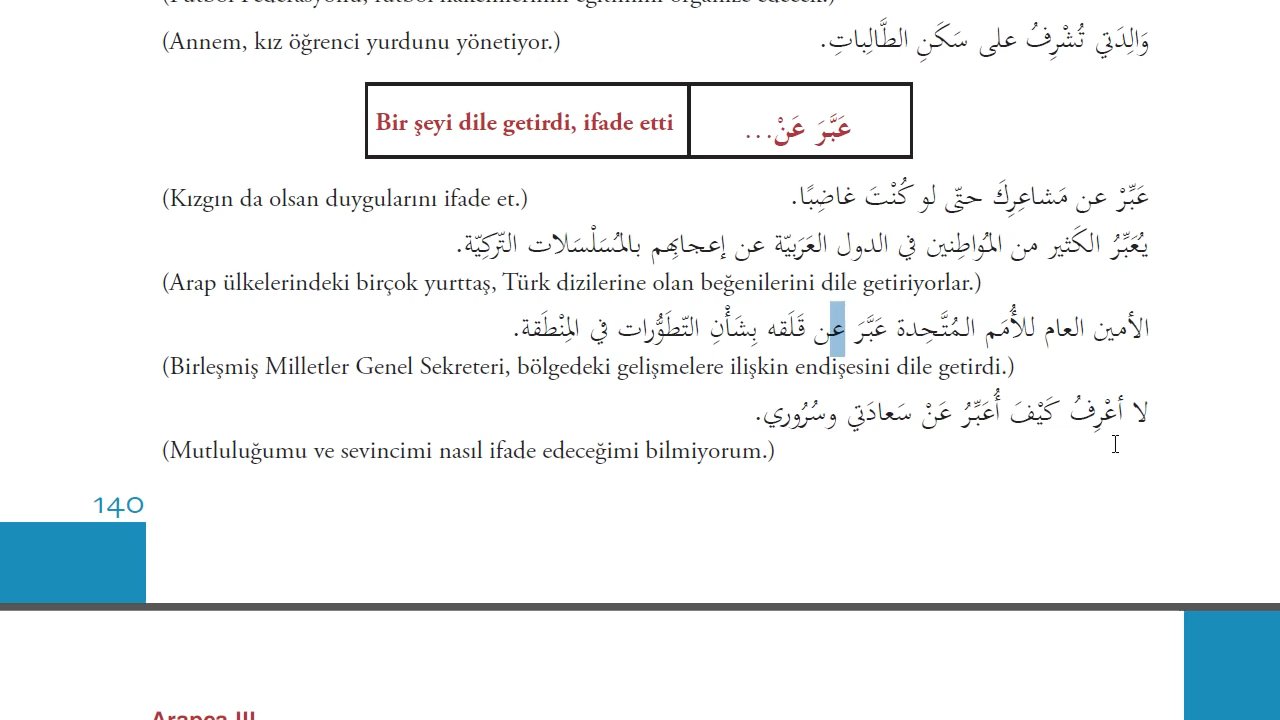 (Annem, kız öğrenci yurdunu yönetiyor.) وَالِدَتي تُشْرِفُ على سَكَنِ الطَّالِباتِ.
Bir şeyi dile getirdi, ifade etti عَبَّرَ عَنْ...
(Kızgın da olsan duygularını ifade et.) عَبِّرْ عن مَشاعِرِكَ حتّى لو كُنْتَ غاضِبًا.
يُعَبِّرُ الكَثير من المُواطِنين في الدول العَرَبيّة عن إعجابِهم بالمُسَلْسَلات التّركِيّة.
(Arap ülkelerindeki birçok yurttaş, Türk dizilerine olan beğenilerini dile getiriyorlar.)
الأمين العام للأُمَم المُتَّحِدة عَبَّرَ عن قَلَقه بِشَأْنِ التّطَوُّرات في المِنْطَقة.
(Birleşmiş Milletler Genel Sekreteri, bölgedeki gelişmelere ilişkin endişesini dile getirdi.)
لا أعْرِفُ كَيْفَ أُعَبِّرُ عَنْ سَعادَتي وسُرُوري.
(Mutluluğumu ve sevincimi nasıl ifade edeceğimi bilmiyorum.)
140
Arapça III